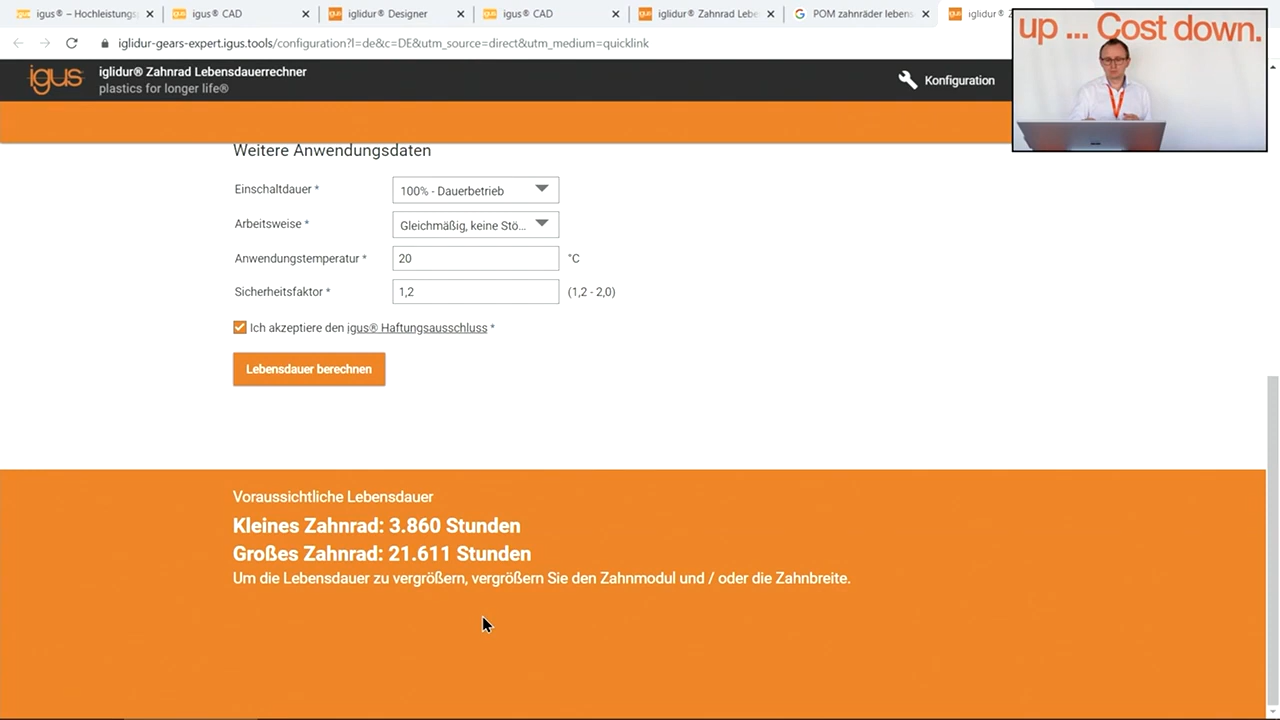 igus® – Hochleistungs
igus® CAD
iglidur® Designer
igus® CAD
iglidur® Zahnrad Lebe
POM zahnräder lebens
iglidur® Z
iglidur-gears-expert.igus.tools/configuration?l=de&c=DE&utm_source=direct&utm_medium=quicklink
up ... Cost down.
igus
iglidur® Zahnrad Lebensdauerrechner
plastics for longer life®
Konfiguration
Weitere Anwendungsdaten
Einschaltdauer * 100% - Dauerbetrieb
Arbeitsweise * Gleichmäßig, keine Stö...
Anwendungstemperatur * 20 °C
Sicherheitsfaktor * 1,2 (1,2 - 2,0)
Ich akzeptiere den igus® Haftungsausschluss *
Lebensdauer berechnen
Voraussichtliche Lebensdauer
Kleines Zahnrad: 3.860 Stunden
Großes Zahnrad: 21.611 Stunden
Um die Lebensdauer zu vergrößern, vergrößern Sie den Zahnmodul und / oder die Zahnbreite.